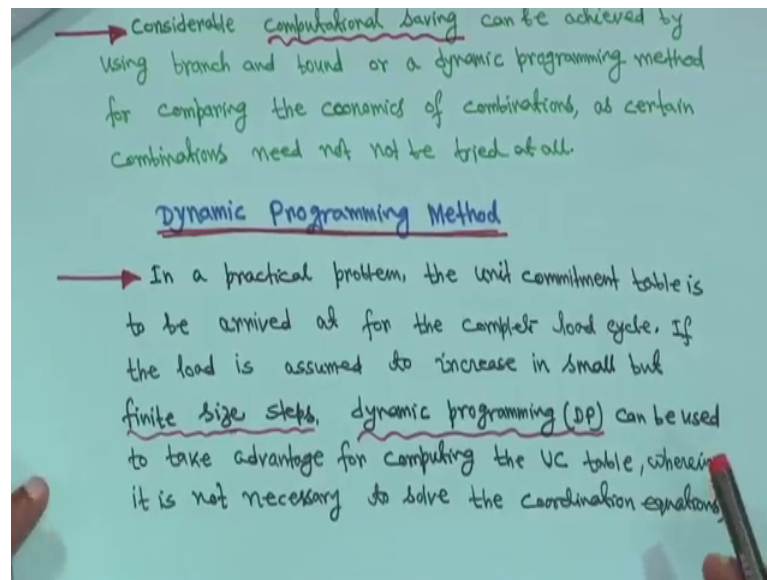 Considerable computational saving can be achieved by
using branch and bound or a dynamic programming method
for comparing the economics of combinations, as certain
combinations need not not be tried at all.
Dynamic Programming Method
In a practical problem, the unit commitment table is
to be arrived at for the complete load cycle. If
the load is assumed to increase in small but
finite size steps, dynamic programming (DP) can be used
to take advantage for computing the UC table, wherein
it is not necessary to solve the coordination equations,